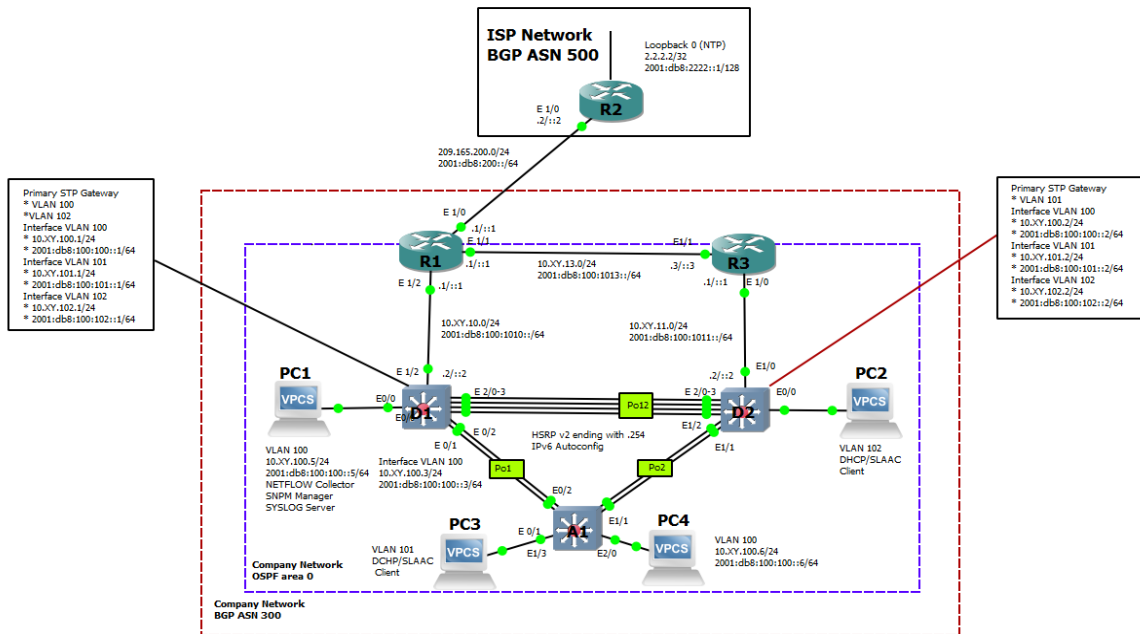 ISP Network
BGP ASN 500
Loopback 0 (NTP)
2.2.2.2/32
2001:db8:2222::1/128
R2
E 1/0
.2/::2
209.165.200.0/24
2001:db8:200::/64
Primary STP Gateway
* VLAN 100
*VLAN 102
Interface VLAN 100
* 10.XY.100.1/24
* 2001:db8:100:100::1/64
Interface VLAN 101
* 10.XY.101.1/24
* 2001:db8:100:101::1/64
Interface VLAN 102
* 10.XY.102.1/24
* 2001:db8:100:102::1/64
Primary STP Gateway
* VLAN 101
Interface VLAN 100
* 10.XY.100.2/24
* 2001:db8:100:100::2/64
Interface VLAN 101
* 10.XY.101.2/24
* 2001:db8:100:101::2/64
Interface VLAN 102
* 10.XY.102.2/24
* 2001:db8:100:102::2/64
E 1/0
.1/::1
E 1/1
R1
.1/::1
E 1/2
.1/::1
10.XY.13.0/24
2001:db8:100:1013::/64
E1/1
.3/::3
R3
.1/::1
E 1/0
10.XY.10.0/24
2001:db8:100:1010::/64
10.XY.11.0/24
2001:db8:100:1011::/64
E 1/2
.2/::2
E1/0
.2/::2
PC1
VPCS
E0/0
E0/0
D1
E 2/0-3
Po12
E 2/0-3
D2
E0/0
PC2
VPCS
E 0/2
E 0/1
HSRP v2 ending with .254
IPv6 Autoconfig
E1/2
E1/1
VLAN 100
10.XY.100.5/24
2001:db8:100:100::5/64
NETFLOW Collector
SNPM Manager
SYSLOG Server
Interface VLAN 100
10.XY.100.3/24
2001:db8:100:100::3/64
Po1
Po2
VLAN 102
DHCP/SLAAC
Client
E0/2
E1/1
A1
PC3
VPCS
E 0/1
E1/3
E2/0
PC4
VPCS
VLAN 101
DCHP/SLAAC
Client
VLAN 100
10.XY.100.6/24
2001:db8:100:100::6/64
Company Network
OSPF area 0
Company Network
BGP ASN 300